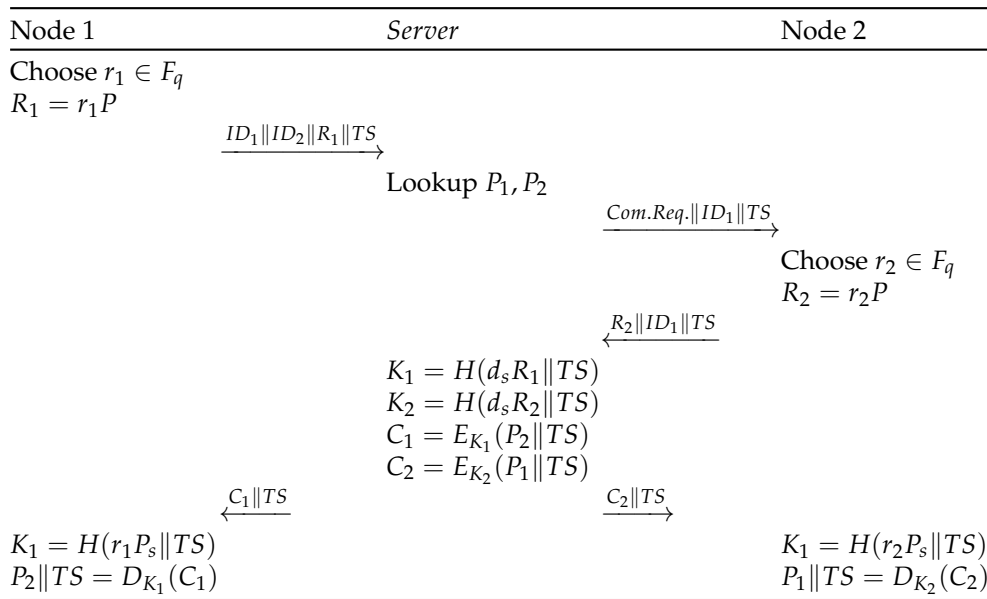 Node 1 Server Node 2
Choose r₁ ∈ F_q
R₁ = r₁P
ID₁‖ID₂‖R₁‖TS
Lookup P₁, P₂
Com.Req.‖ID₁‖TS
Choose r₂ ∈ F_q
R₂ = r₂P
R₂‖ID₁‖TS
K₁ = H(d_sR₁‖TS)
K₂ = H(d_sR₂‖TS)
C₁ = E_{K₁}(P₂‖TS)
C₂ = E_{K₂}(P₁‖TS)
C₁‖TS C₂‖TS
K₁ = H(r₁P_s‖TS) K₁ = H(r₂P_s‖TS)
P₂‖TS = D_{K₁}(C₁) P₁‖TS = D_{K₂}(C₂)